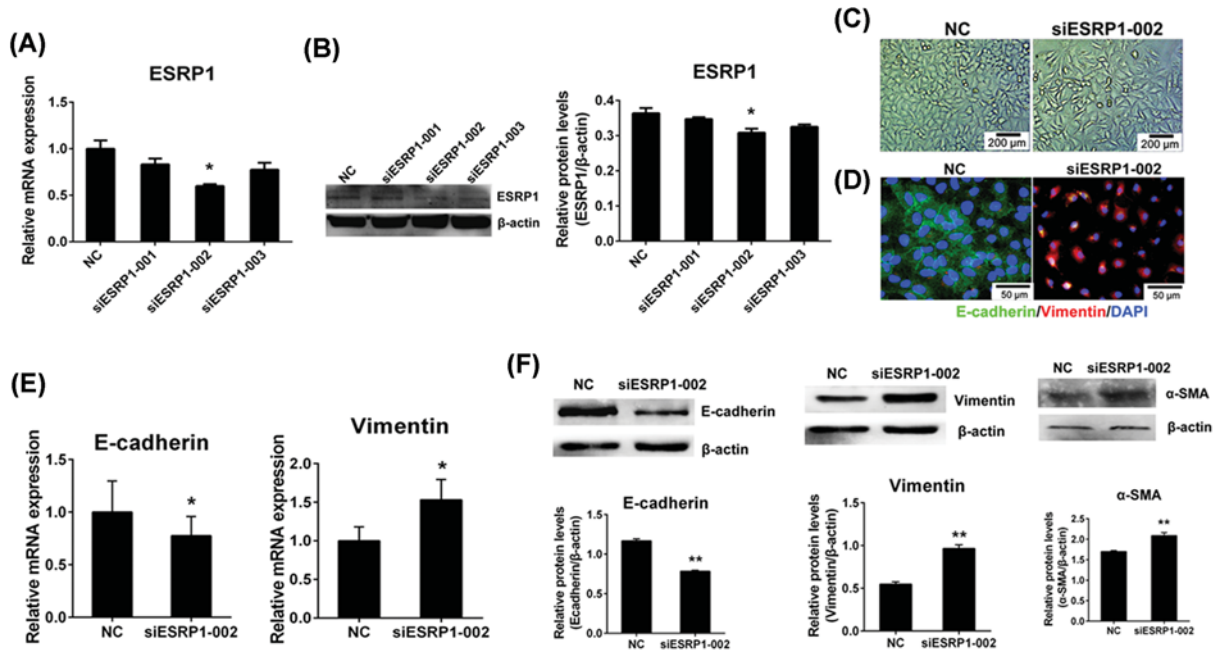 (A)
ESRP1
Relative mRNA expression
1.5
1.0
0.5
0.0
NC
siESRP1-001
siESRP1-002
siESRP1-003
*
(B)
NC
siESRP1-001
siESRP1-002
siESRP1-003
ESRP1
β-actin
ESRP1
Relative protein levels
(ESRP1/β-actin)
0.4
0.3
0.2
0.1
0.0
*
NC
siESRP1-001
siESRP1-002
siESRP1-003
(C)
NC
siESRP1-002
200 µm
200 µm
(D)
NC
siESRP1-002
50 µm
50 µm
E-cadherin/Vimentin/DAPI
(E)
E-cadherin
Relative mRNA expression
1.5
1.0
0.5
0.0
*
NC
siESRP1-002
Vimentin
Relative mRNA expression
2.0
1.5
1.0
0.5
0.0
*
NC
siESRP1-002
(F)
NC
siESRP1-002
E-cadherin
β-actin
E-cadherin
Relative protein levels
(Ecadherin/β-actin)
1.5
1.0
0.5
0.0
**
NC
siESRP1-002
NC
siESRP1-002
Vimentin
β-actin
Vimentin
Relative protein levels
(Vimentin/β-actin)
1.5
1.0
0.5
0.0
**
NC
siESRP1-002
NC
siESRP1-002
α-SMA
β-actin
α-SMA
Relative protein levels
(α-SMA/β-actin)
2.5
2.0
1.5
1.0
0.5
0.0
**
NC
siESRP1-002